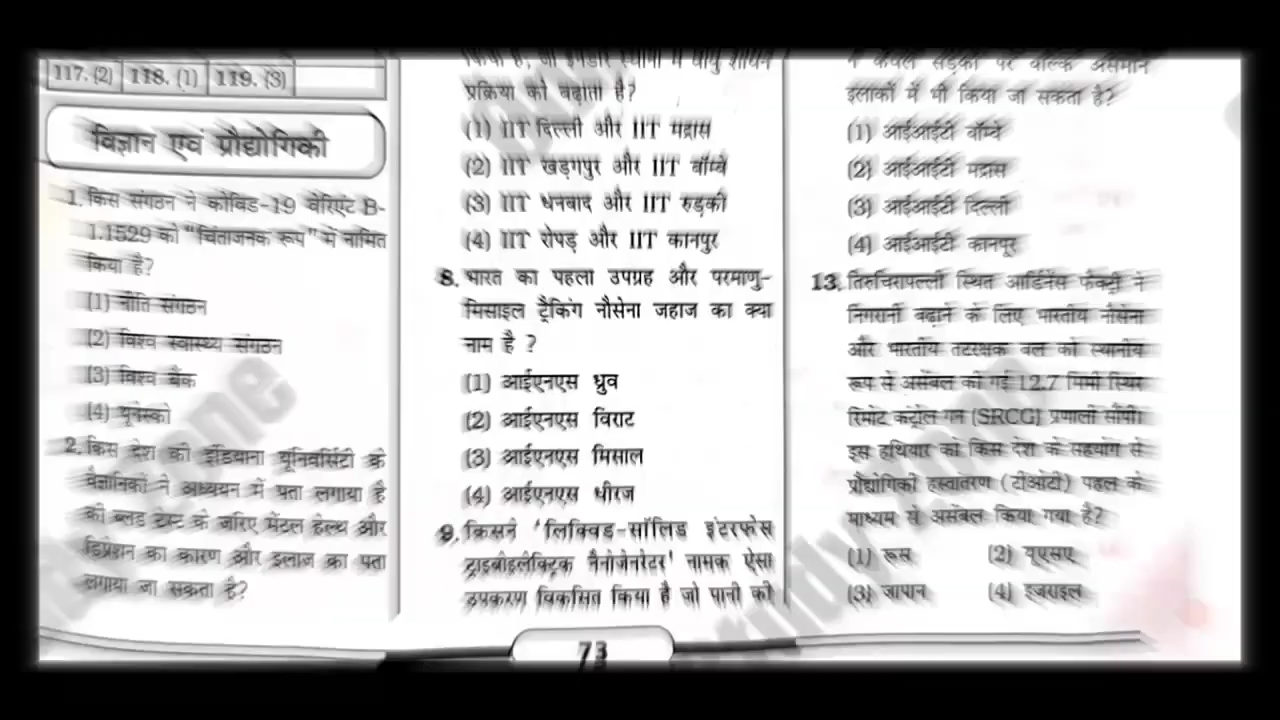 117. (2) 118. (1) 119. (3)
विज्ञान एवं प्रौद्योगिकी
1. किस संगठन ने कोविड-19 वेरिएंट B-
1.1529 को "चिंताजनक रूप" में नामित
किया है?
(1) नीति संगठन
(2) विश्व स्वास्थ्य संगठन
(3) विश्व बैंक
(4) यूनेस्को
2. किस देश की इंडियाना यूनिवर्सिटी के
वैज्ञानिकों ने अध्ययन में पता लगाया है
की ब्लड टेस्ट के जरिए मेंटल हेल्थ और
डिप्रेशन का कारण और इलाज का पता
लगाया जा सकता है?
किया है, जो इनडोर स्थानों में वायु शोधन
प्रक्रिया को बढ़ाता है?
(1) IIT दिल्ली और IIT मद्रास
(2) IIT खड़गपुर और IIT बॉम्बे
(3) IIT धनबाद और IIT रुड़की
(4) IIT रोपड़ और IIT कानपुर
8. भारत का पहला उपग्रह और परमाणु-
मिसाइल ट्रैकिंग नौसेना जहाज का क्या
नाम है ?
(1) आईएनएस ध्रुव
(2) आईएनएस विराट
(3) आईएनएस मिसाल
(4) आईएनएस धीरज
9. किसने 'लिक्विड-सॉलिड इंटरफेस
ट्राइबोइलेक्ट्रिक नैनोजेनरेटर' नामक ऐसा
उपकरण विकसित किया है जो पानी की
न केवल सड़कों पर बल्कि असमान
इलाकों में भी किया जा सकता है?
(1) आईआईटी बॉम्बे
(2) आईआईटी मद्रास
(3) आईआईटी दिल्ली
(4) आईआईटी कानपूर
13. तिरुचिरापल्ली स्थित आर्डिनेंस फैक्ट्री ने
निगरानी बढ़ाने के लिए भारतीय नौसेना
और भारतीय तटरक्षक बल को स्थानीय
रूप से असेंबल की गई 12.7 मिमी स्थिर
रिमोट कंट्रोल गन (SRCG) प्रणाली सौंपी।
इस हथियार को किस देश के सहयोग से
प्रौद्योगिकी हस्तांतरण (टीओटी) पहल के
माध्यम से असेंबल किया गया है?
(1) रूस (2) यूएसए
(3) जापान (4) इजराइल
73